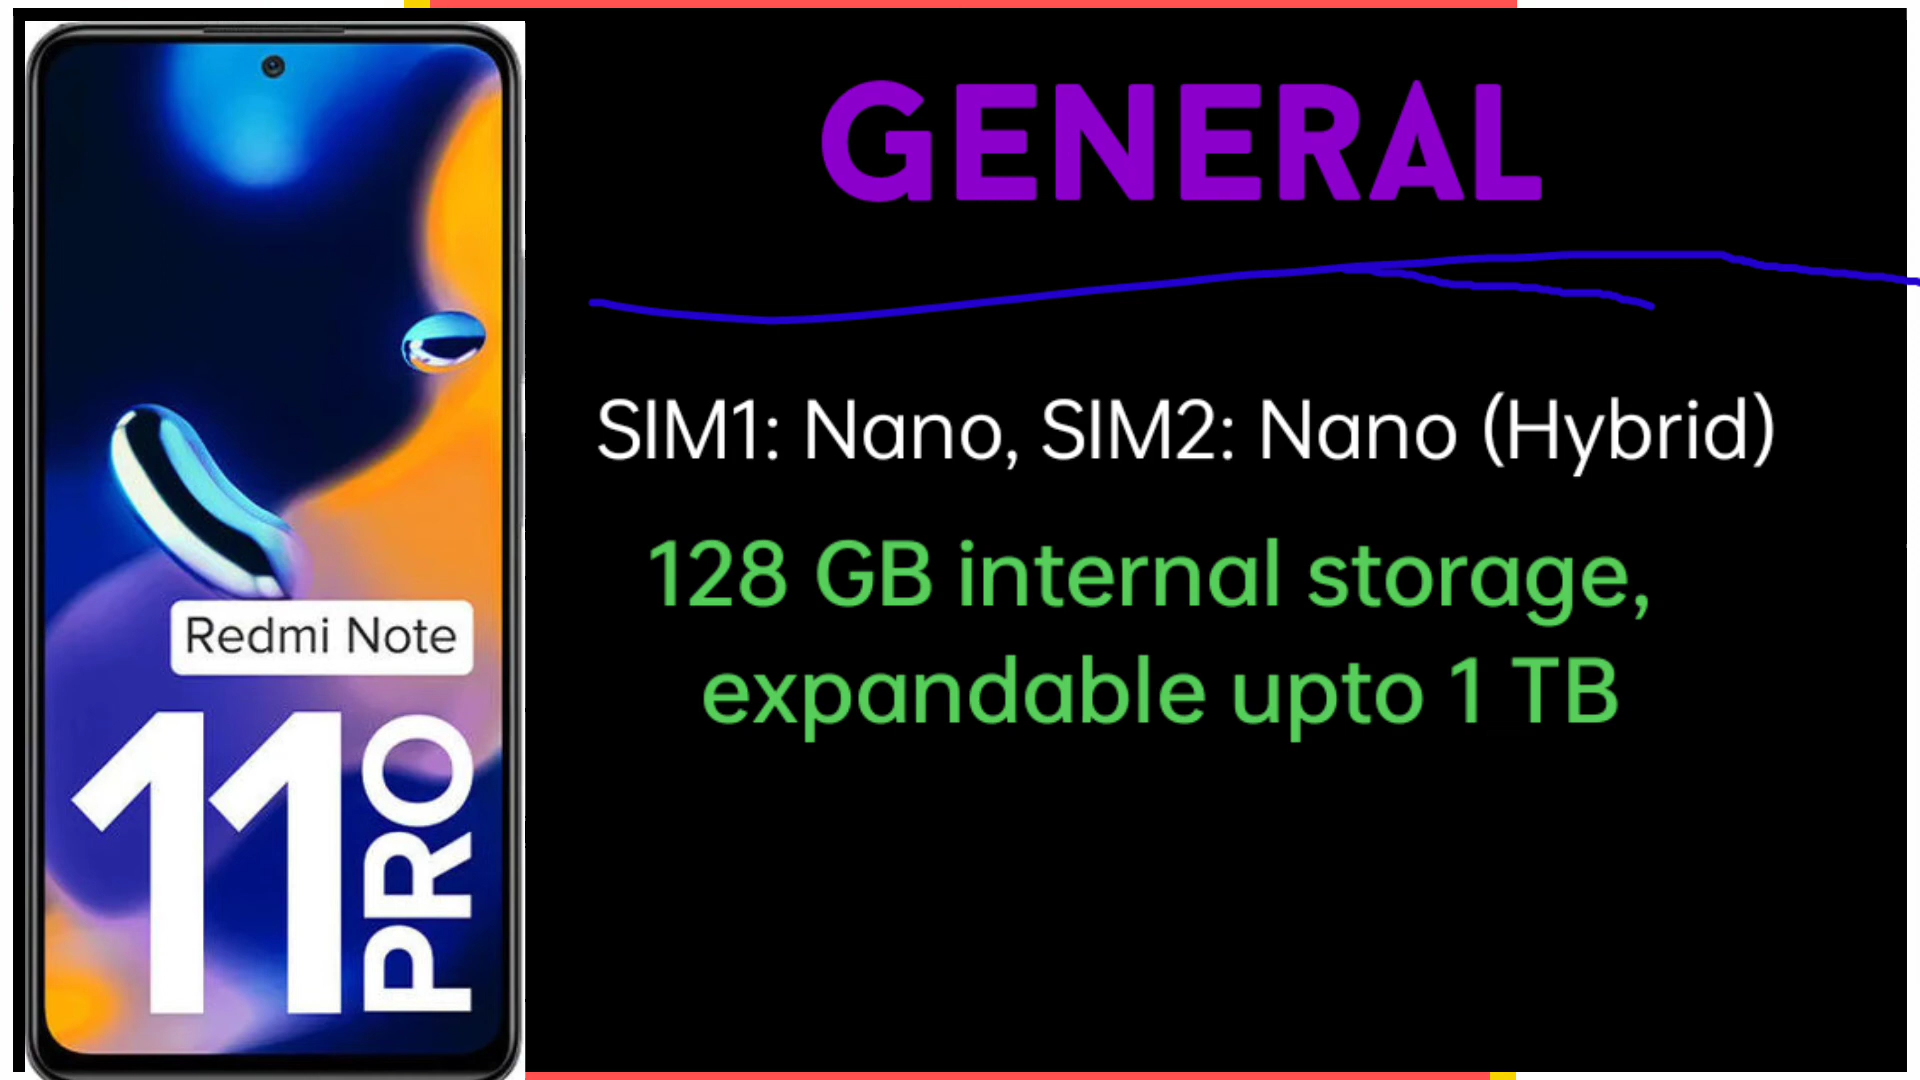 Redmi Note
11 PRO
GENERAL
SIM1: Nano, SIM2: Nano (Hybrid)
128 GB internal storage,
expandable upto 1 TB